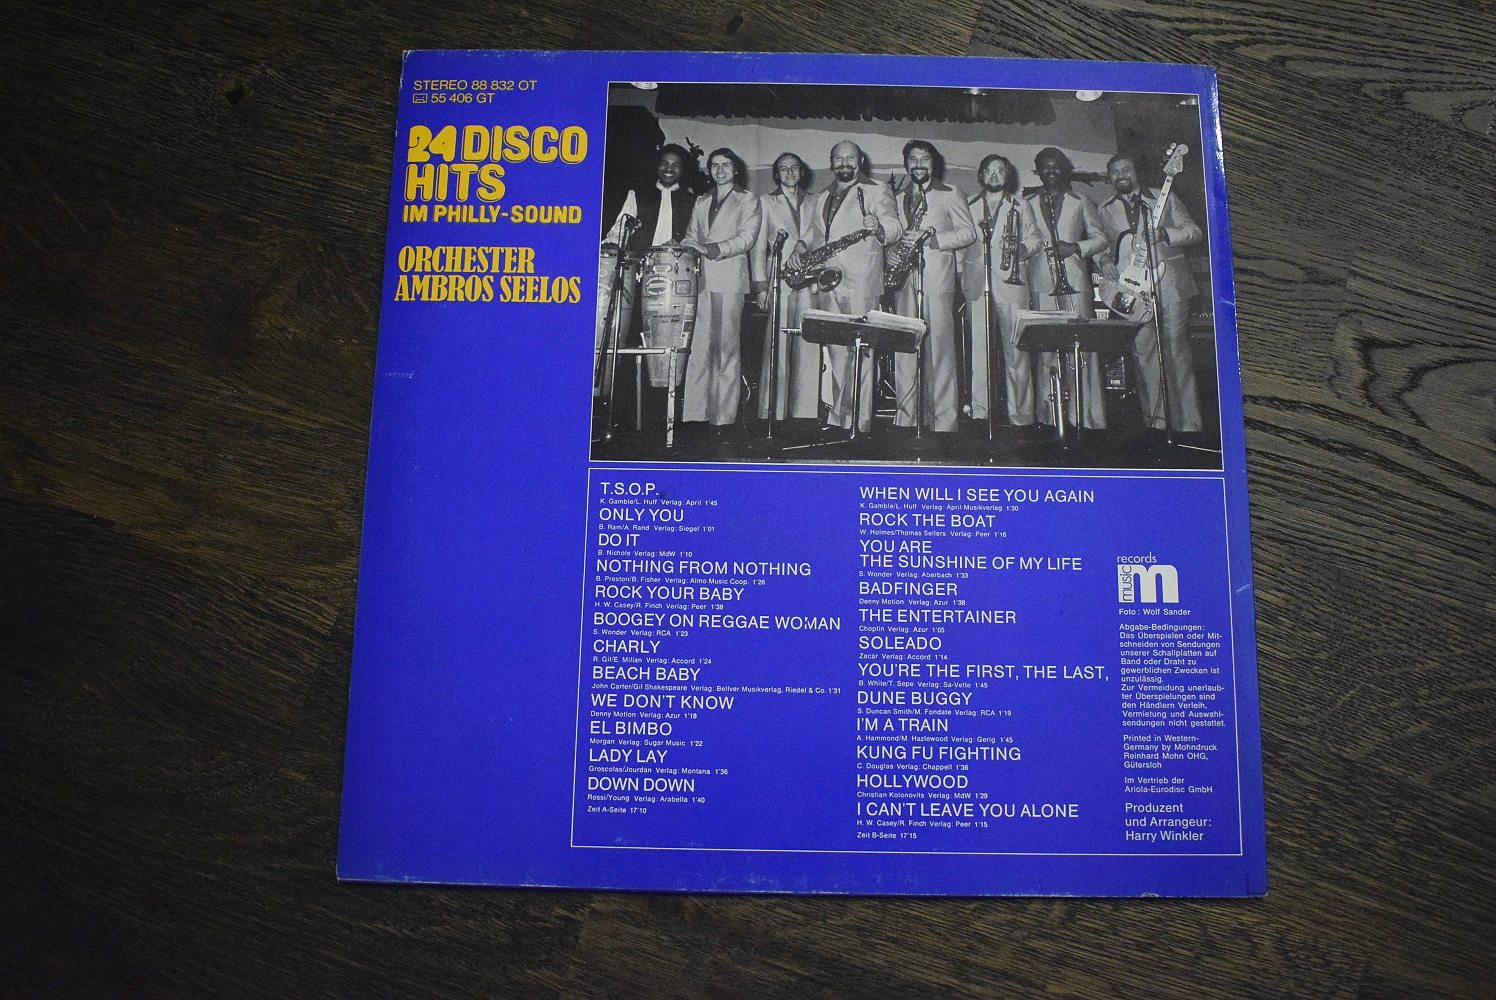 STEREO 88 832 OT
55 406 GT
24 DISCO
HITS
IM PHILLY-SOUND
ORCHESTER
AMBROS SEELOS
T.S.O.P.
K. Gamble/L. Huff Verlag: April 1'45
ONLY YOU
B. Ram/A. Rand Verlag: Siegel 1'01
DO IT
B. Nichols Verlag: MdW 1'10
NOTHING FROM NOTHING
B. Preston/B. Fisher Verlag: Almo Music Coop. 1'26
ROCK YOUR BABY
H. W. Casey/R. Finch Verlag: Peer 1'38
BOOGEY ON REGGAE WOMAN
S. Wonder Verlag: RCA 1'23
CHARLY
R. Gil/E. Milian Verlag: Accord 1'24
BEACH BABY
John Carter/Gil Shakespeare Verlag: Bellver Musikverlag, Riedel & Co. 1'31
WE DON'T KNOW
Denny Motion Verlag: Azur 1'18
EL BIMBO
Morgan Verlag: Sugar Music 1'22
LADY LAY
Groscolas/Jourdan Verlag: Montana 1'36
DOWN DOWN
Rossi/Young Verlag: Arabella 1'40
Zeit A-Seite 17'10
WHEN WILL I SEE YOU AGAIN
K. Gamble/L. Huff Verlag: April Musikverlag 1'30
ROCK THE BOAT
W. Holmes/Thomas Sellers Verlag Peer 1'16
YOU ARE
THE SUNSHINE OF MY LIFE
S. Wonder Verlag: Aberbach 1'33
BADFINGER
Denny Motion Verlag: Azur 1'38
THE ENTERTAINER
Choplin Verlag: Azur 1'05
SOLEADO
Zacar Verlag: Accord 1'14
YOU'RE THE FIRST, THE LAST,
B. White/T. Sepe Verlag: Sa-Vette 1'45
DUNE BUGGY
S. Duncan Smith/M. Fondate Verlag: RCA 1'19
I'M A TRAIN
A. Hammond/M. Hazlewood Verlag: Gerig 1'45
KUNG FU FIGHTING
C. Douglas Verlag: Chappell 1'36
HOLLYWOOD
Christian Kolonovits Verlag: MdW 1'29
I CAN'T LEAVE YOU ALONE
H. W. Casey/R. Finch Verlag: Peer 1'15
Zeit B-Seite 17'15
records
music m
Foto: Wolf Sander
Abgabe-Bedingungen:
Das Überspielen oder Mit-
schneiden von Sendungen
unserer Schallplatten auf
Band oder Draht zu
gewerblichen Zwecken ist
unzulässig.
Zur Vermeidung unerlaub-
ter Überspielungen sind
den Händlern Verleih,
Vermietung und Auswahl-
sendungen nicht gestattet.
Printed in Western-
Germany by Mohndruck
Reinhard Mohn OHG,
Gütersloh
Im Vertrieb der
Ariola-Eurodisc GmbH
Produzent
und Arrangeur:
Harry Winkler